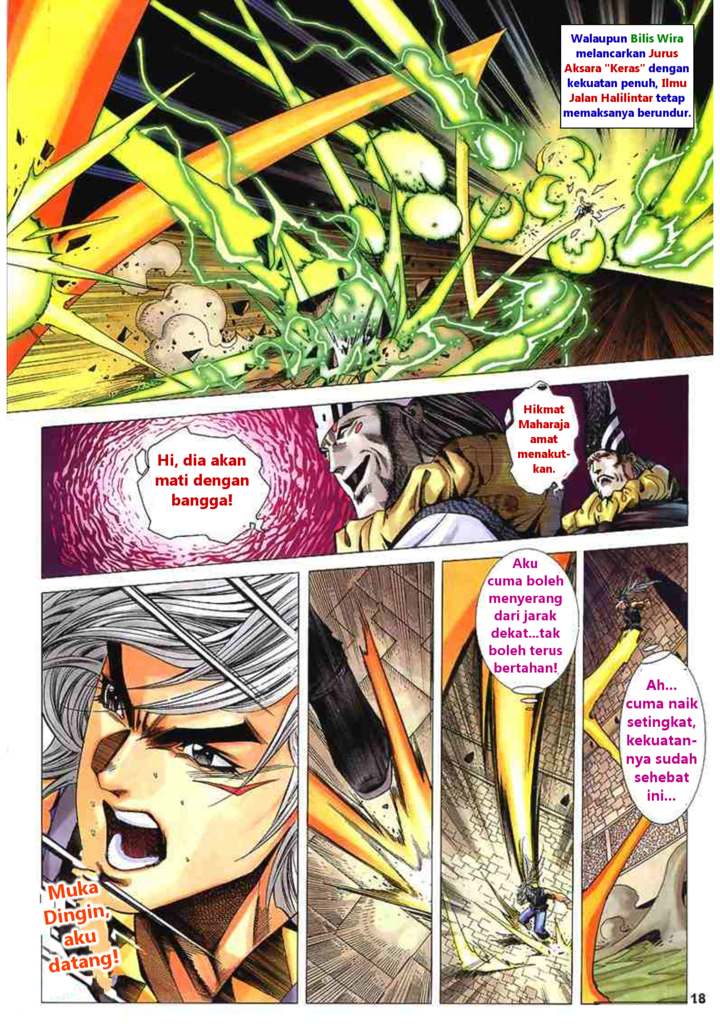 Walaupun Bilis Wira
melancarkan Jurus
Aksara "Keras" dengan
kekuatan penuh, Ilmu
Jalan Halilintar tetap
memaksanya berundur.
Hi, dia akan
mati dengan
bangga!
Hikmat
Maharaja
amat
menakut-
kan.
Muka
Dingin,
aku
datang!
Aku
cuma boleh
menyerang
dari jarak
dekat...tak
boleh terus
bertahan!
Ah...
cuma naik
setingkat,
kekuatan-
nya sudah
sehebat
ini...
18